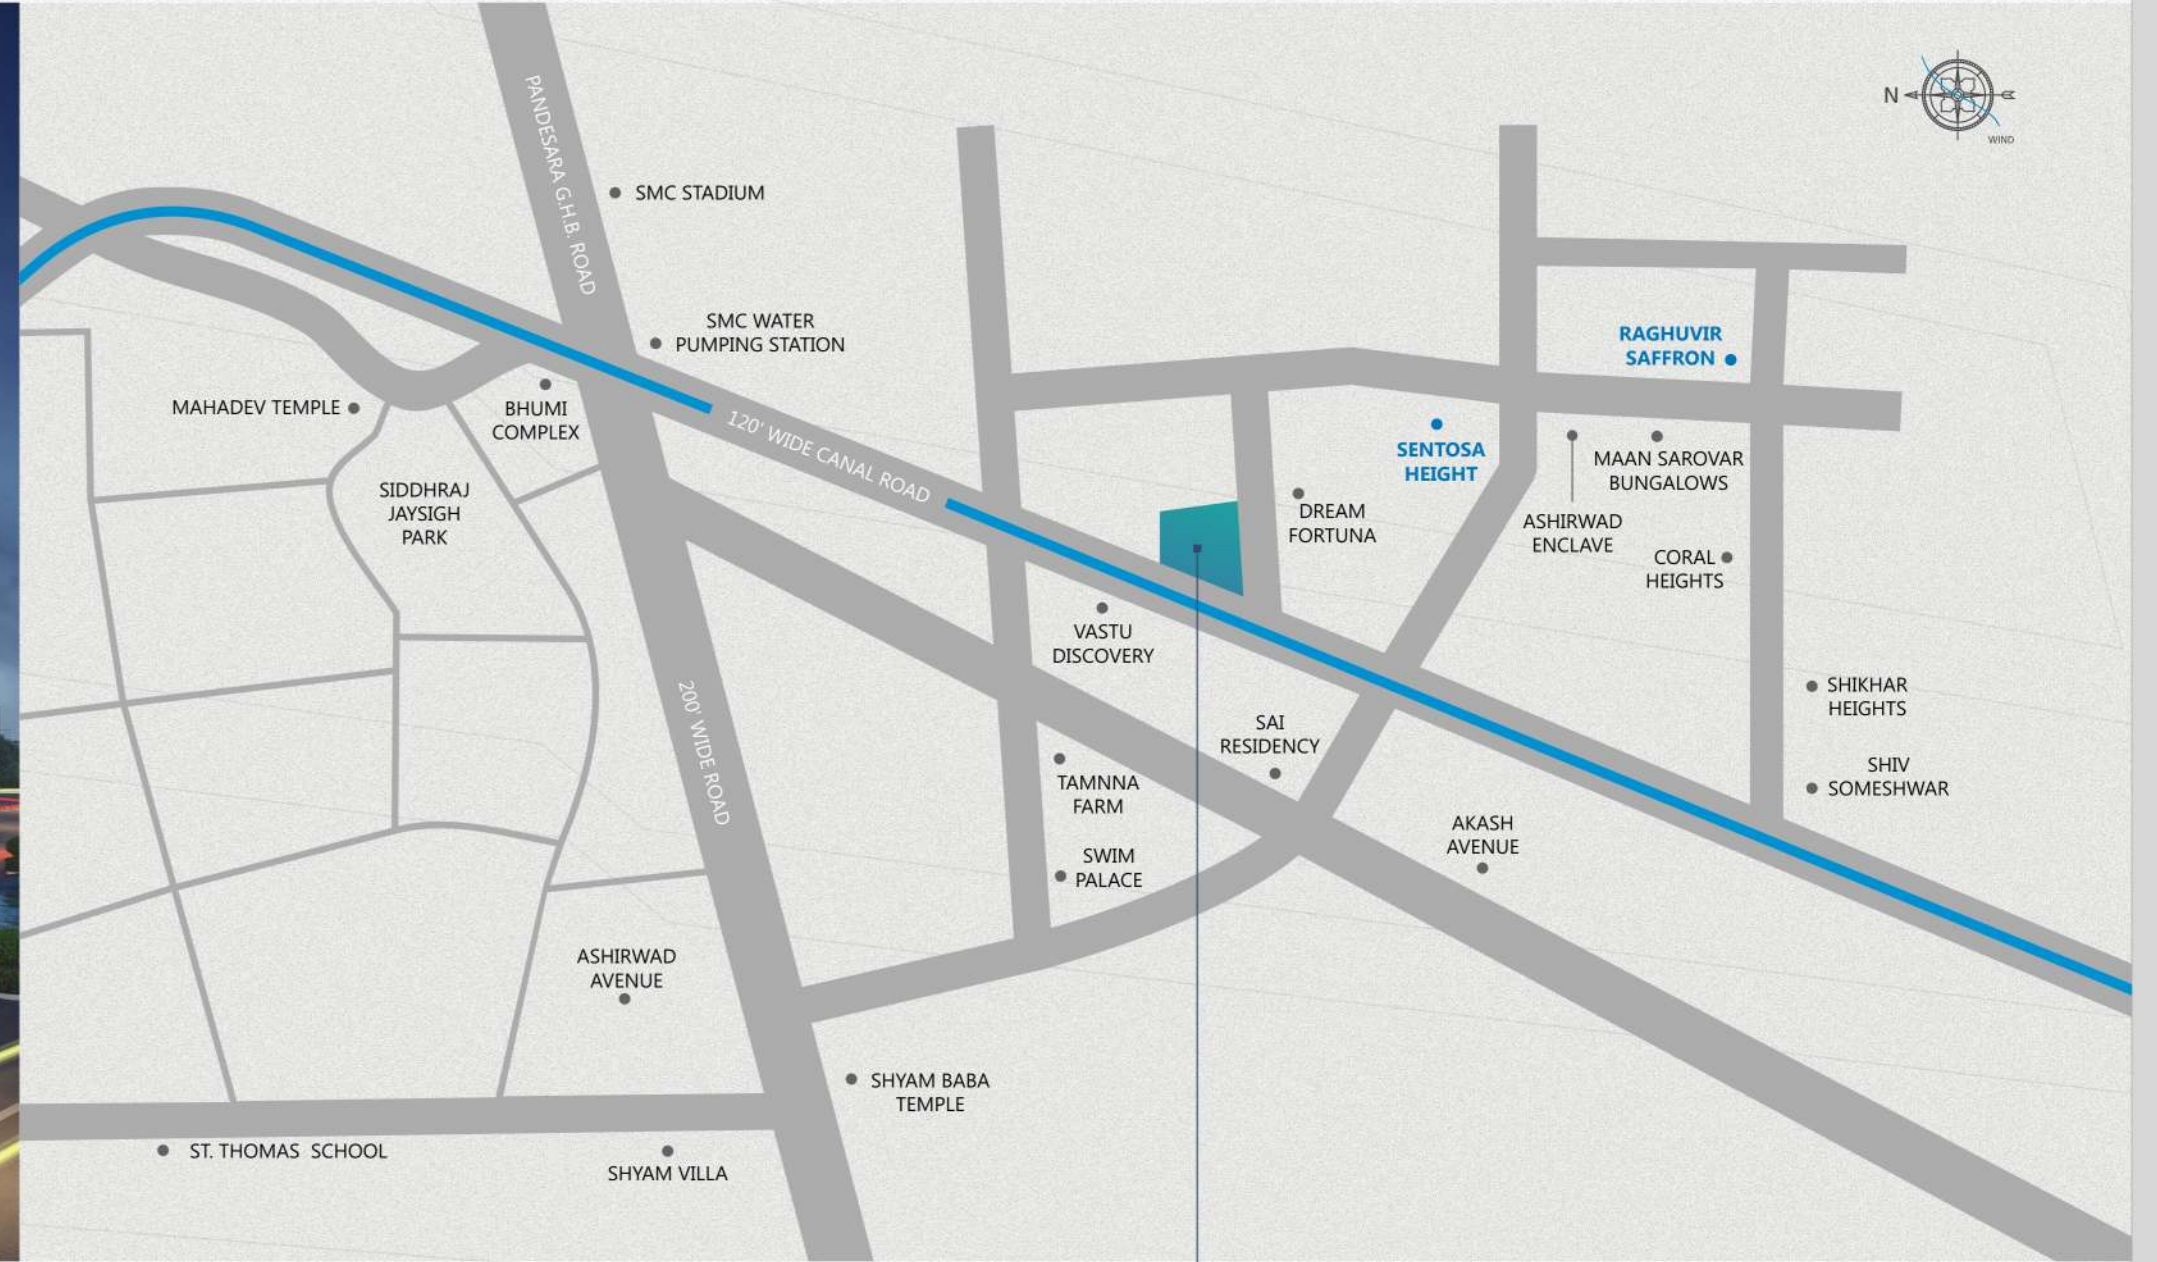 N
WIND
PANDESARA G.H.B. ROAD
SMC STADIUM
SMC WATER
PUMPING STATION
RAGHUVIR
SAFFRON
MAHADEV TEMPLE
BHUMI
COMPLEX
120' WIDE CANAL ROAD
SENTOSA
HEIGHT
MAAN SAROVAR
BUNGALOWS
SIDDHRAJ
JAYSIGH
PARK
DREAM
FORTUNA
ASHIRWAD
ENCLAVE
CORAL
HEIGHTS
VASTU
DISCOVERY
200' WIDE ROAD
SHIKHAR
HEIGHTS
SAI
RESIDENCY
TAMNNA
FARM
SHIV
SOMESHWAR
AKASH
AVENUE
SWIM
PALACE
ASHIRWAD
AVENUE
SHYAM BABA
TEMPLE
ST. THOMAS SCHOOL
SHYAM VILLA